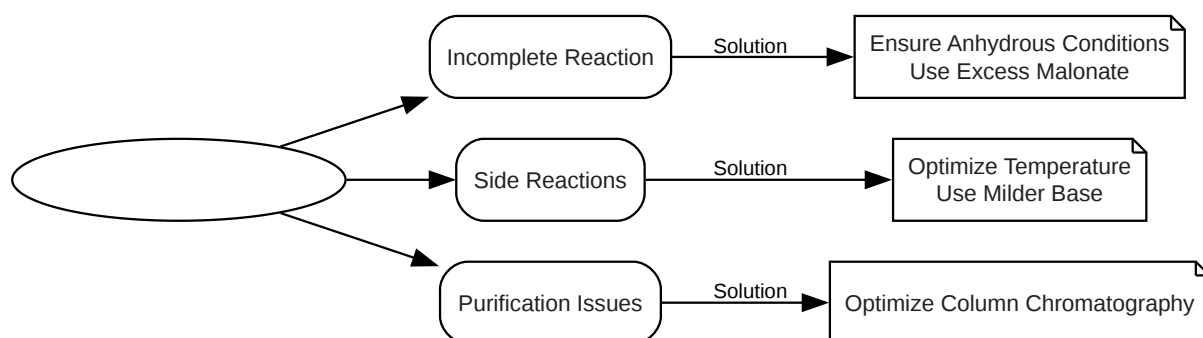 Incomplete Reaction
Solution
Ensure Anhydrous Conditions
Use Excess Malonate
Side Reactions
Solution
Optimize Temperature
Use Milder Base
Purification Issues
Solution
Optimize Column Chromatography